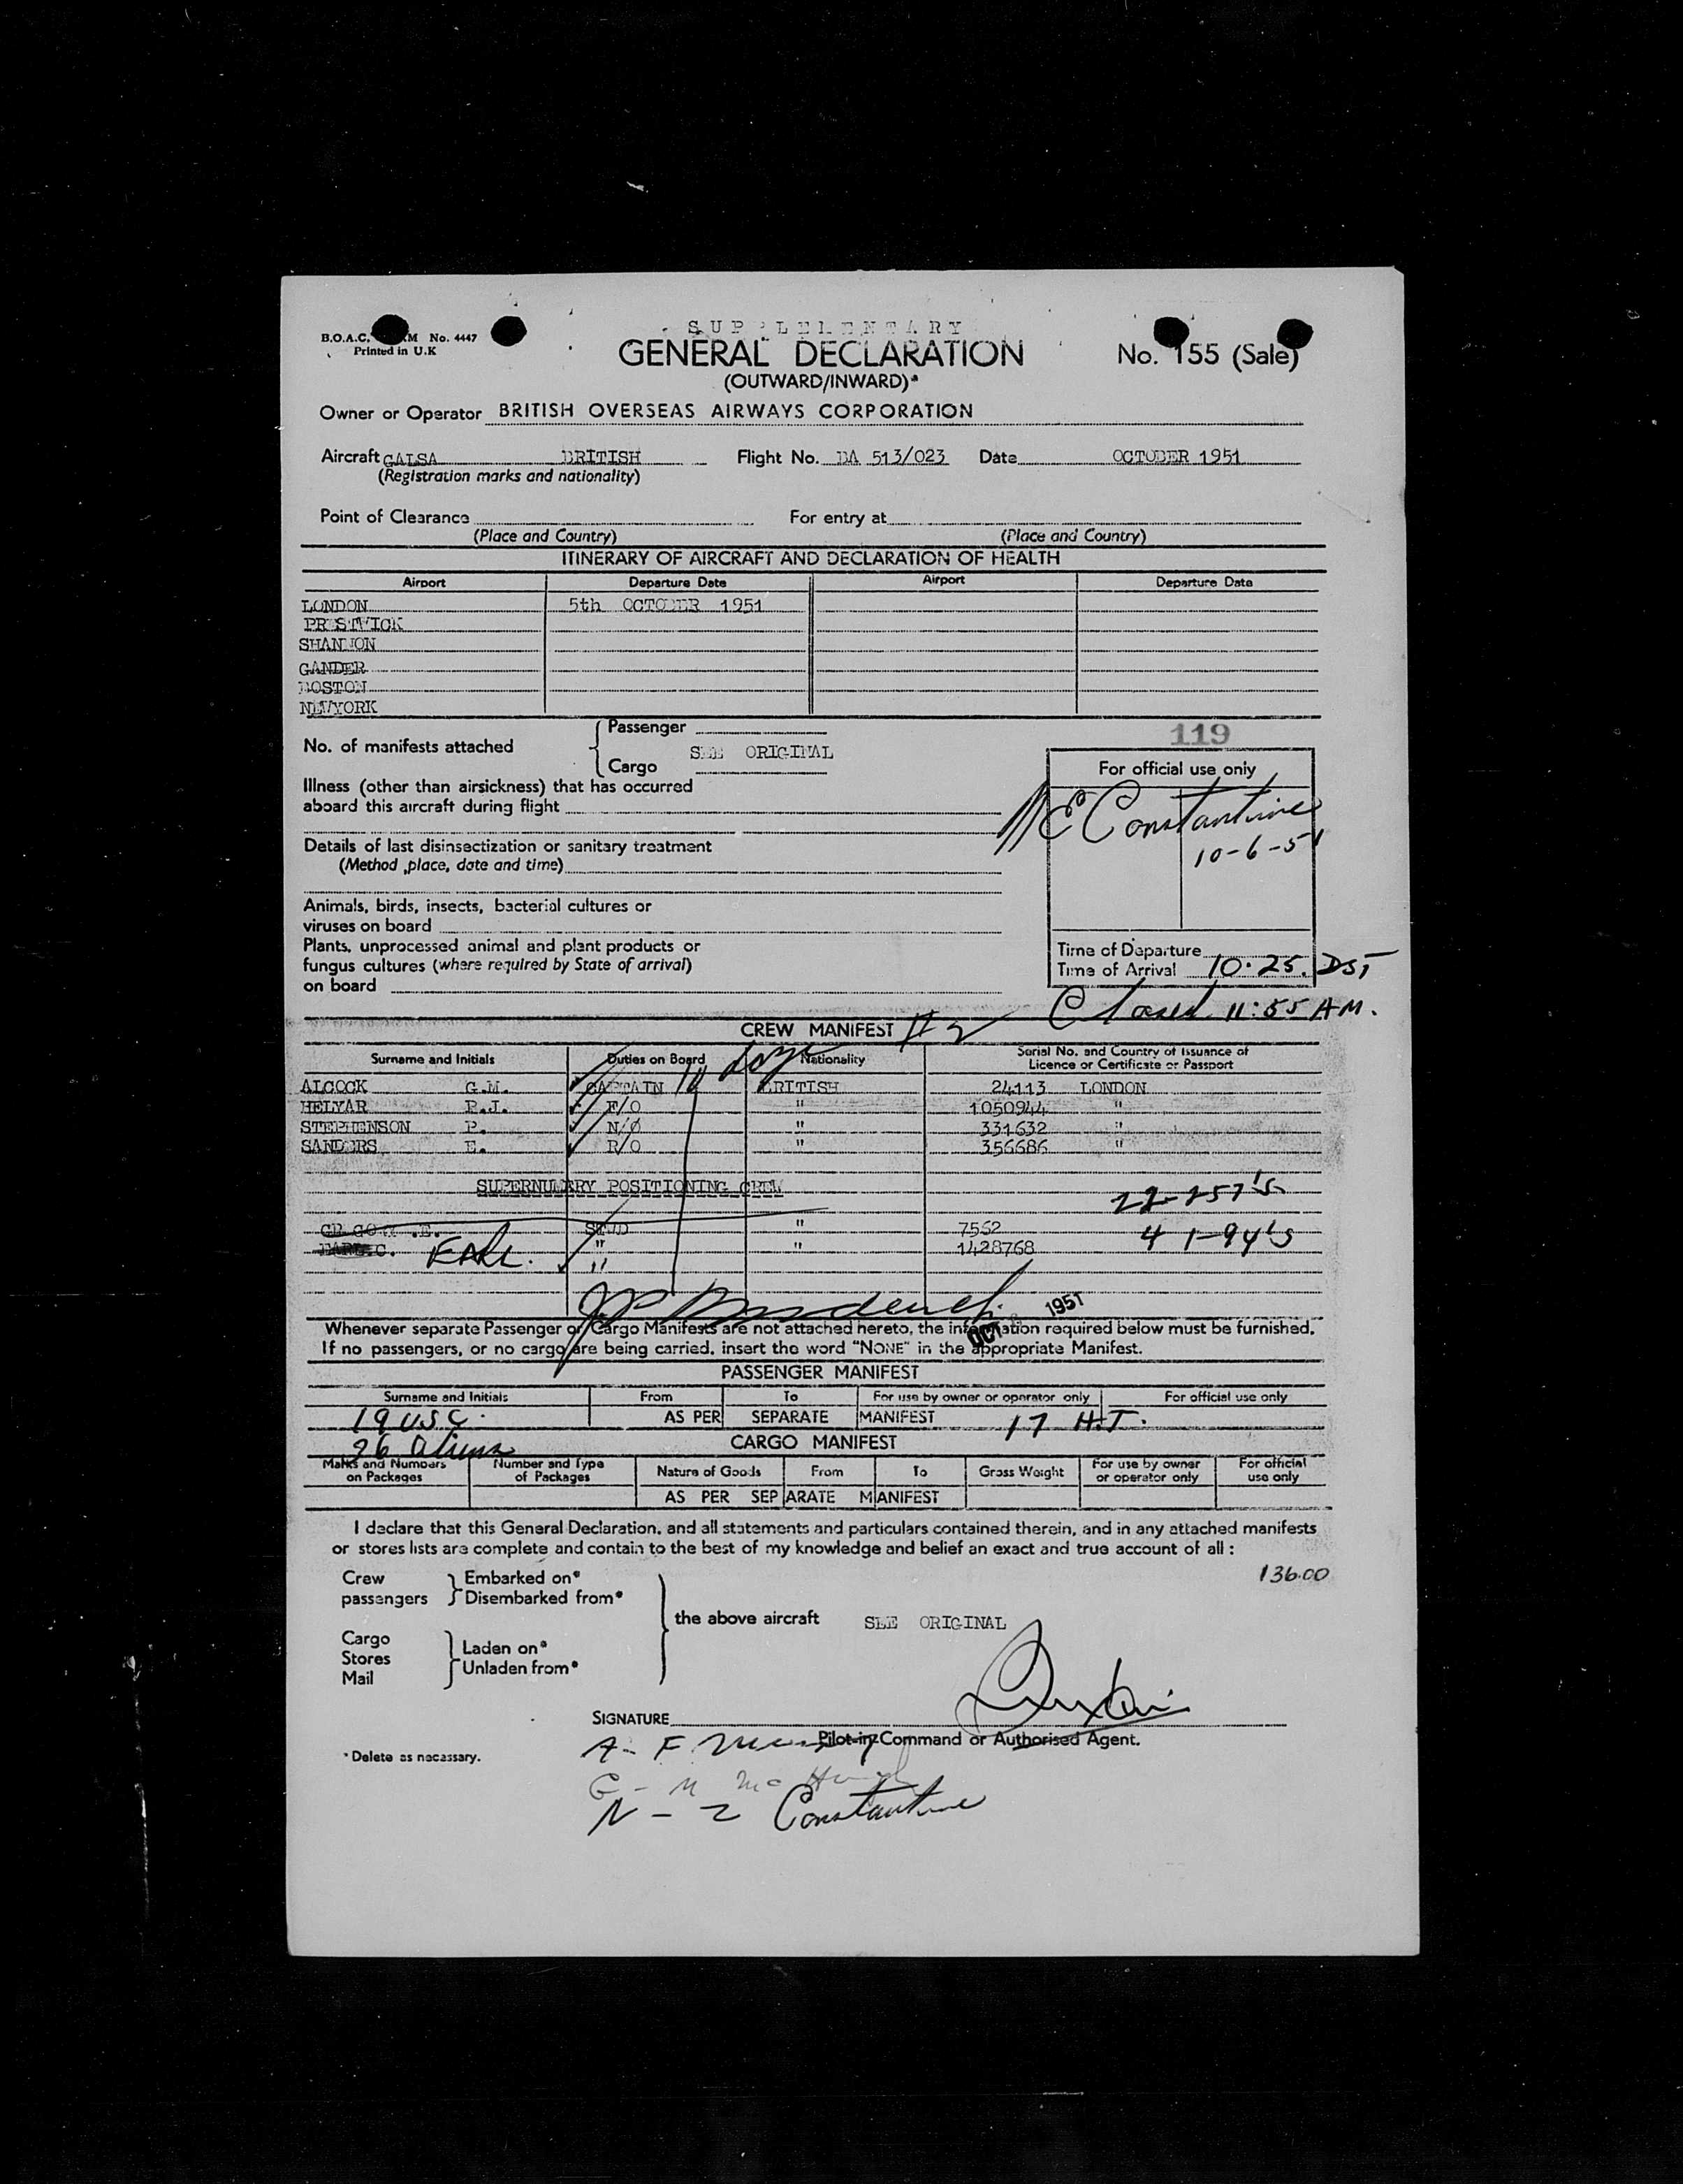 SUPPLEMENTARY
B.O.A.C. No. 4447
Printed in U.K
GENERAL DECLARATION
No. 155 (Sale)
(OUTWARD/INWARD)*
Owner or Operator BRITISH OVERSEAS AIRWAYS CORPORATION
Aircraft GALSA BRITISH Flight No. BA 513/023 Date OCTOBER 1951
(Registration marks and nationality)
Point of Clearance For entry at
(Place and Country) (Place and Country)
ITINERARY OF AIRCRAFT AND DECLARATION OF HEALTH
Airport Departure Date Airport Departure Date
LONDON 5th OCTOBER 1951
PRESTWICK
SHANNON
GANDER
BOSTON
NEWYORK
No. of manifests attached
Passenger
SEE ORIGINAL
Cargo
119
For official use only
Constantine
10-6-51
Illness (other than airsickness) that has occurred
aboard this aircraft during flight
Details of last disinsectization or sanitary treatment
(Method ,place, date and time)
Animals, birds, insects, bacterial cultures or
viruses on board
Plants, unprocessed animal and plant products or
fungus cultures (where required by State of arrival)
on board
Time of Departure
Time of Arrival 10.25. DST
Closed 11:55 AM.
CREW MANIFEST
Surname and Initials Duties on Board Nationality Serial No. and Country of Issuance of
Licence or Certificate or Passport
ALCOCK G.M. CAPTAIN BRITISH 24113 LONDON
HELYAR P.J. F/O " 1050944 "
STEPHENSON P. N/O " 331632 "
SANDERS E. R/O " 356686 "
SUPERNUMERY POSITIONING CREW
STWD " 7562
EARL C. EARL. " " 1428768
22-257's
4 1-94's
OCT 1951
Whenever separate Passenger or Cargo Manifests are not attached hereto, the information required below must be furnished.
If no passengers, or no cargo are being carried, insert the word "NONE" in the appropriate Manifest.
PASSENGER MANIFEST
Surname and Initials From To For use by owner or operator only For official use only
19 USC. AS PER SEPARATE MANIFEST 17 H.T.
26 aliens
CARGO MANIFEST
Marks and Numbers on Packages Number and Type of Packages Nature of Goods From To Gross Weight For use by owner or operator only For official use only
AS PER SEPARATE MANIFEST
I declare that this General Declaration, and all statements and particulars contained therein, and in any attached manifests
or stores lists are complete and contain to the best of my knowledge and belief an exact and true account of all :
136.00
Crew Embarked on*
passengers Disembarked from*
the above aircraft SEE ORIGINAL
Cargo
Stores Laden on*
Mail Unladen from*
SIGNATURE
Pilot-in-Command or Authorised Agent.
* Delete as necessary.
A - F
G - N McHugh
N - Z Constantine